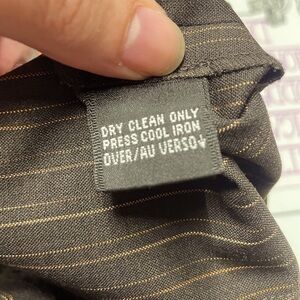 DRY CLEAN ONLY
PRESS COOL IRON
OVER/AU VERSO↓